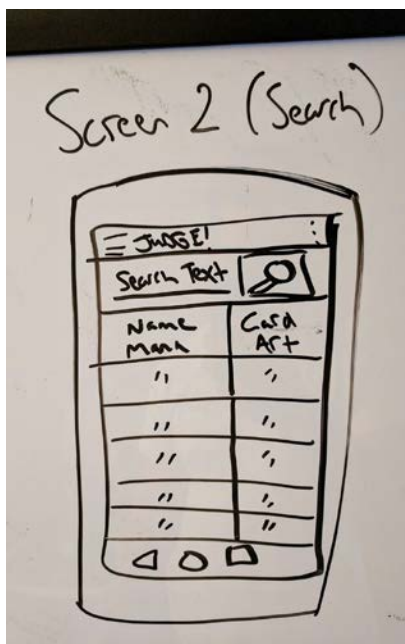 Screen 2 (Search)
JUDGE!
Search Text
Name Card
Mana Art
" "
" "
" "
" "
" "